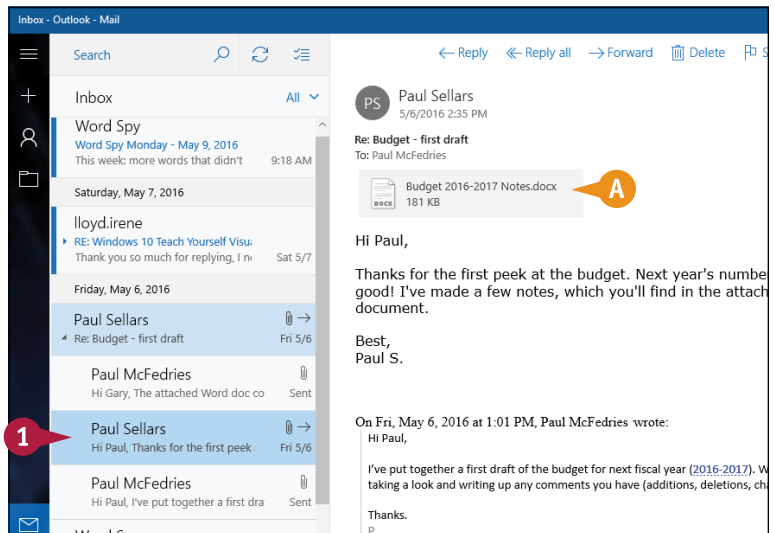 Inbox - Outlook - Mail
Search
Reply Reply all Forward Delete
Inbox All
Word Spy
Word Spy Monday - May 9, 2016
This week: more words that didn't 9:18 AM
Saturday, May 7, 2016
lloyd.irene
RE: Windows 10 Teach Yourself
Thank you so much for replying, I Sat 5/7
Friday, May 6, 2016
Paul Sellars
Re: Budget - first draft Fri 5/6
Paul McFedries
Hi Gary, The attached Word doc co Sent
1
Paul Sellars
Hi Paul, Thanks for the first peek Fri 5/6
Paul McFedries
Hi Paul, I've put together a first dra Sent
PS
Paul Sellars
5/6/2016 2:35 PM
Re: Budget - first draft
To: Paul McFedries
DOCX
Budget 2016-2017 Notes.docx
181 KB
A
Hi Paul,
Thanks for the first peek at the budget. Next year's numbe
good! I've made a few notes, which you'll find in the attach
document.
Best,
Paul S.
On Fri, May 6, 2016 at 1:01 PM, Paul McFedries wrote:
Hi Paul,
I've put together a first draft of the budget for next fiscal year (2016-2017). W
taking a look and writing up any comments you have (additions, deletions, cha
Thanks.
P